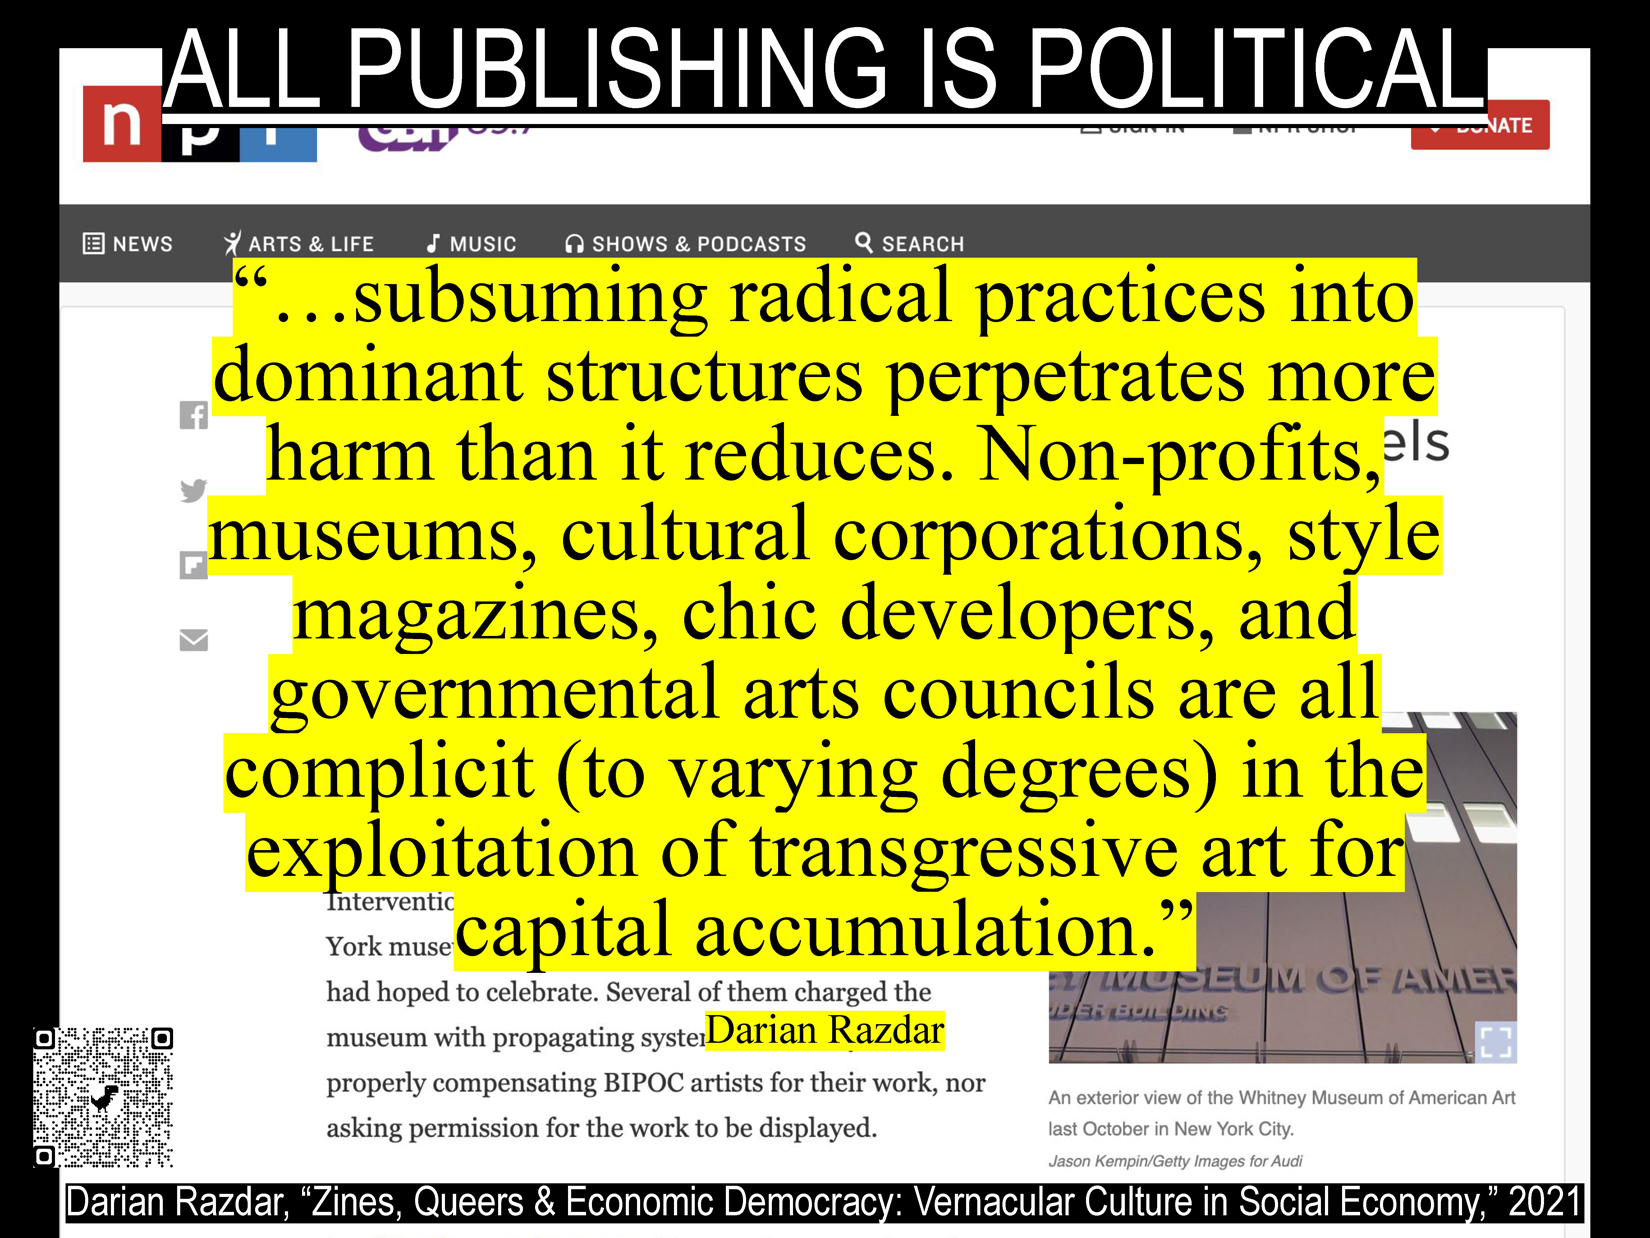 ALL PUBLISHING IS POLITICAL
n
DONATE
NEWS ARTS & LIFE MUSIC SHOWS & PODCASTS SEARCH
“…subsuming radical practices into
dominant structures perpetrates more
harm than it reduces. Non-profits,
museums, cultural corporations, style
magazines, chic developers, and
governmental arts councils are all
complicit (to varying degrees) in the
exploitation of transgressive art for
capital accumulation.”
Darian Razdar
York
had hoped to celebrate. Several of them charged the
museum with propagating
properly compensating BIPOC artists for their work, nor
asking permission for the work to be displayed.
MUSEUM OF AMER
BUILDING
An exterior view of the Whitney Museum of American Art
last October in New York City.
Jason Kempin/Getty Images for Audi
Darian Razdar, “Zines, Queers & Economic Democracy: Vernacular Culture in Social Economy,” 2021